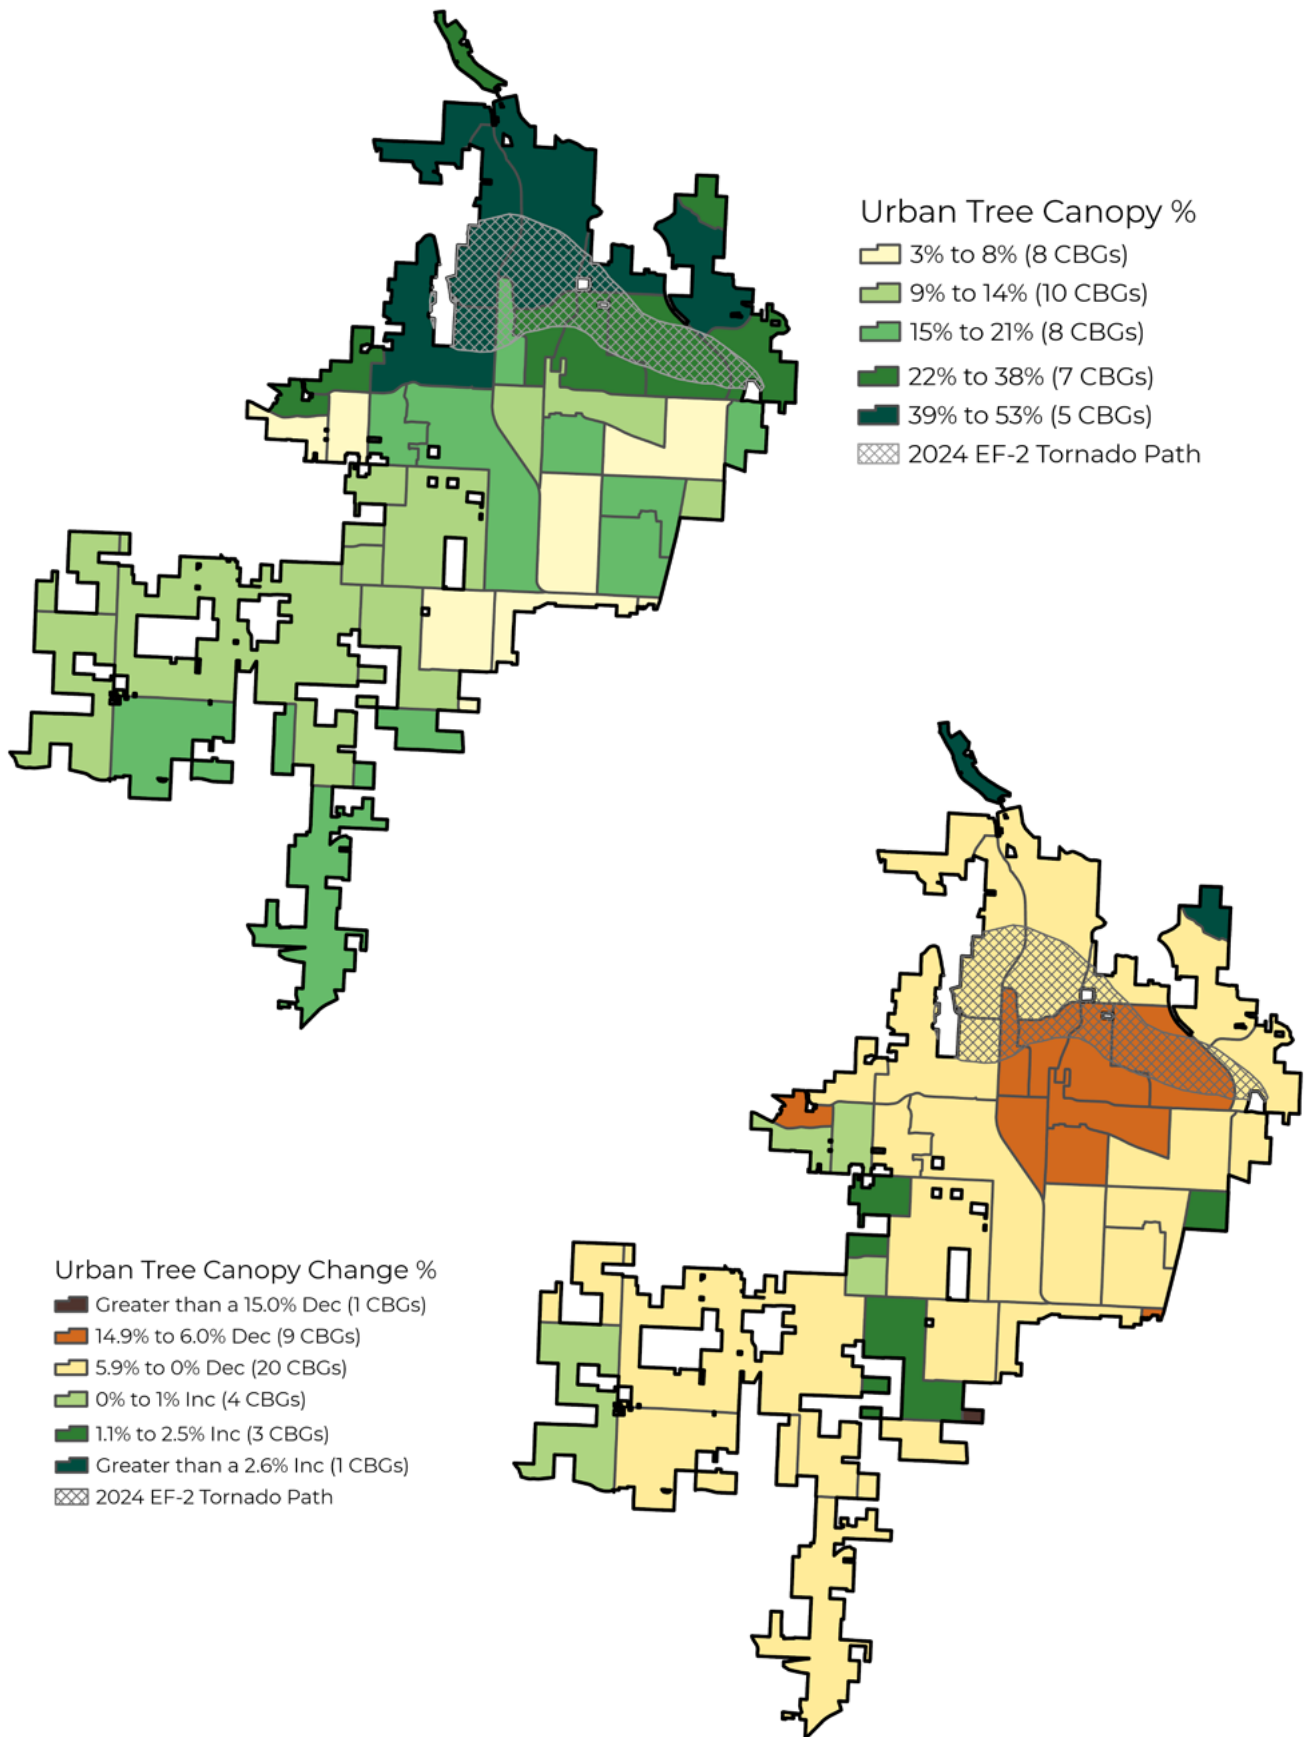 Urban Tree Canopy %
3% to 8% (8 CBGs)
9% to 14% (10 CBGs)
15% to 21% (8 CBGs)
22% to 38% (7 CBGs)
39% to 53% (5 CBGs)
2024 EF-2 Tornado Path
Urban Tree Canopy Change %
Greater than a 15.0% Dec (1 CBGs)
14.9% to 6.0% Dec (9 CBGs)
5.9% to 0% Dec (20 CBGs)
0% to 1% Inc (4 CBGs)
1.1% to 2.5% Inc (3 CBGs)
Greater than a 2.6% Inc (1 CBGs)
2024 EF-2 Tornado Path